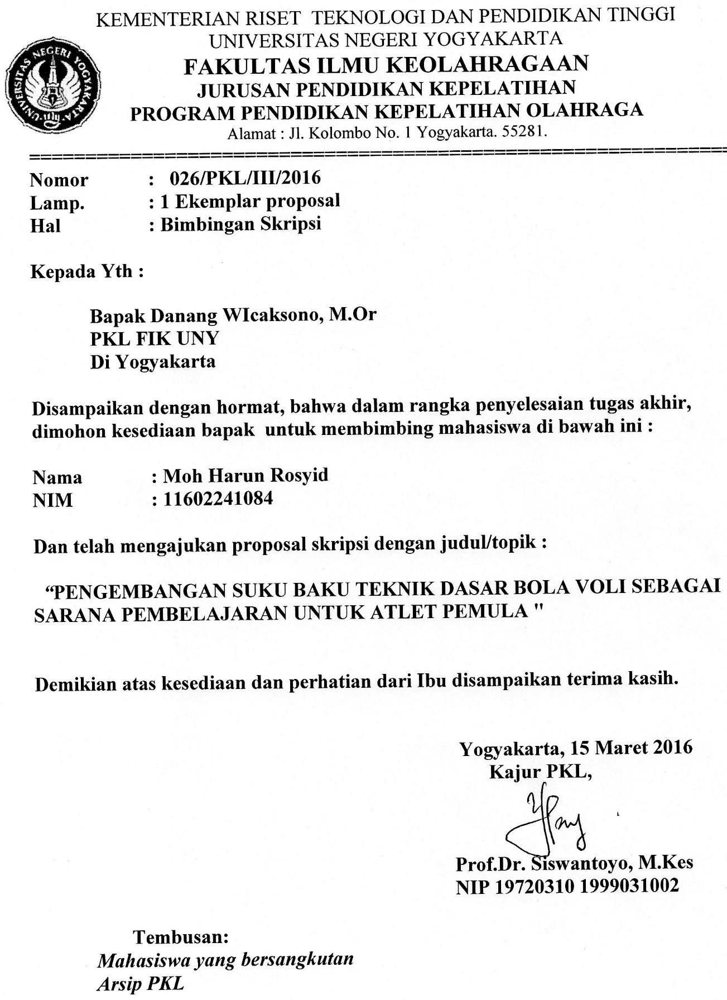 KEMENTERIAN RISET  TEKNOLOGI DAN PENDIDIKAN TINGGI
UNIVERSITAS NEGERI YOGYAKARTA
UNIVERSITAS NEGERI YOGYAKARTA
FAKULTAS ILMU KEOLAHRAGAAN
JURUSAN PENDIDIKAN KEPELATIHAN
PROGRAM PENDIDIKAN KEPELATIHAN OLAHRAGA
Alamat : Jl. Kolombo No. 1 Yogyakarta. 55281.
Nomor : 026/PKL/III/2016
Lamp. : 1 Ekemplar proposal
Hal : Bimbingan Skripsi
Kepada Yth :
Bapak Danang WIcaksono, M.Or
PKL FIK UNY
Di Yogyakarta
Disampaikan dengan hormat, bahwa dalam rangka penyelesaian tugas akhir,
dimohon kesediaan bapak  untuk membimbing mahasiswa di bawah ini :
Nama : Moh Harun Rosyid
NIM : 11602241084
Dan telah mengajukan proposal skripsi dengan judul/topik :
“PENGEMBANGAN SUKU BAKU TEKNIK DASAR BOLA VOLI SEBAGAI
SARANA PEMBELAJARAN UNTUK ATLET PEMULA "
Demikian atas kesediaan dan perhatian dari Ibu disampaikan terima kasih.
Yogyakarta, 15 Maret 2016
Kajur PKL,
Prof.Dr. Siswantoyo, M.Kes
NIP 19720310 1999031002
Tembusan:
Mahasiswa yang bersangkutan
Arsip PKL